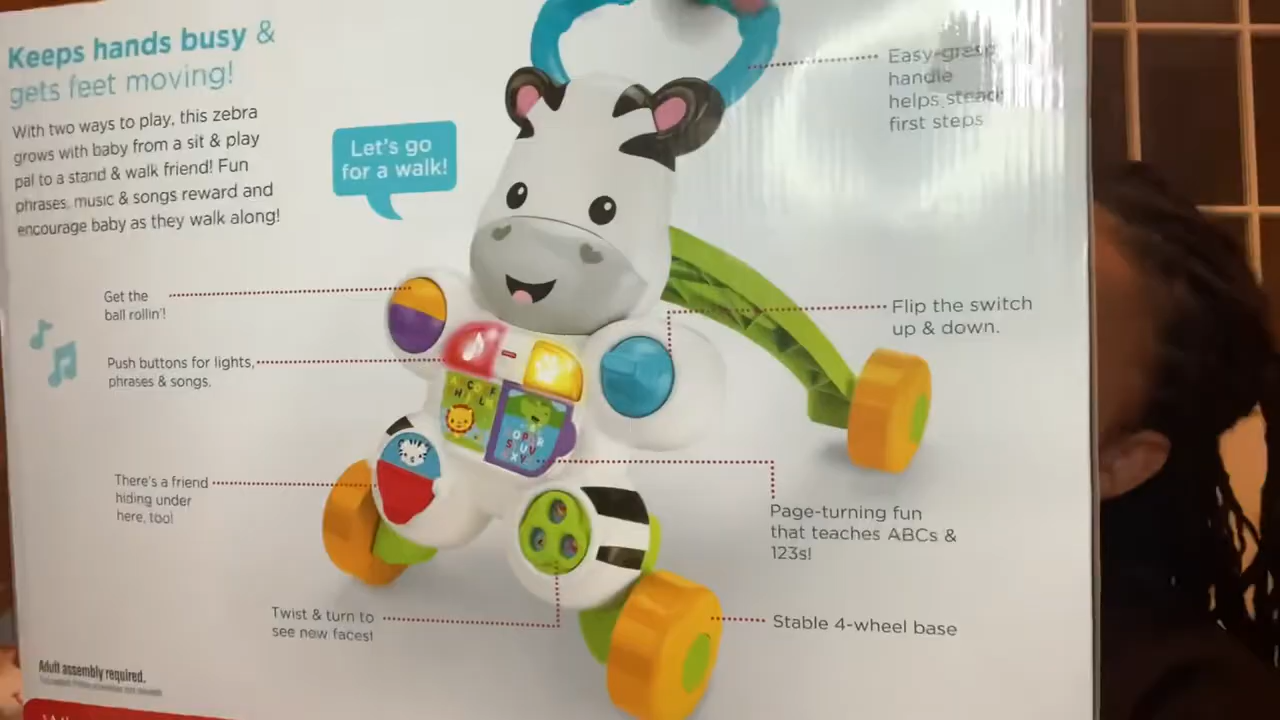 Keeps hands busy &
gets feet moving!
With two ways to play, this zebra
grows with baby from a sit & play
pal to a stand & walk friend! Fun
phrases, music & songs reward and
encourage baby as they walk along!
Let's go
for a walk!
Easy-grasp
handle
helps steady
first steps
Get the
ball rollin'!
Push buttons for lights,
phrases & songs.
Flip the switch
up & down.
There's a friend
hiding under
here, too!
Page-turning fun
that teaches ABCs &
123s!
Twist & turn to
see new faces!
Stable 4-wheel base
Adult assembly required.